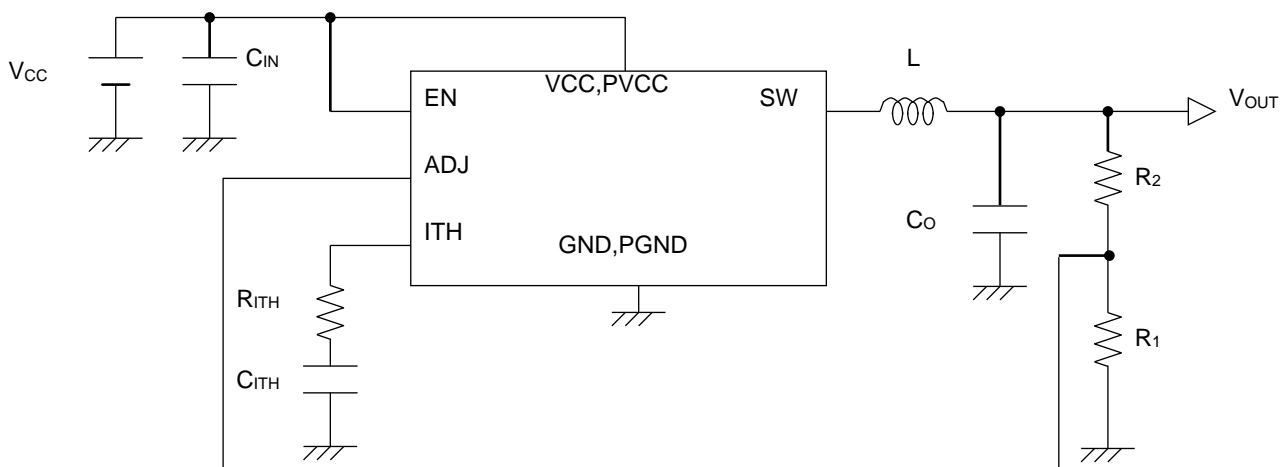 VCC
CIN
VCC,PVCC
EN
SW
L
VOUT
ADJ
R2
ITH
CO
GND,PGND
RITH
R1
CITH